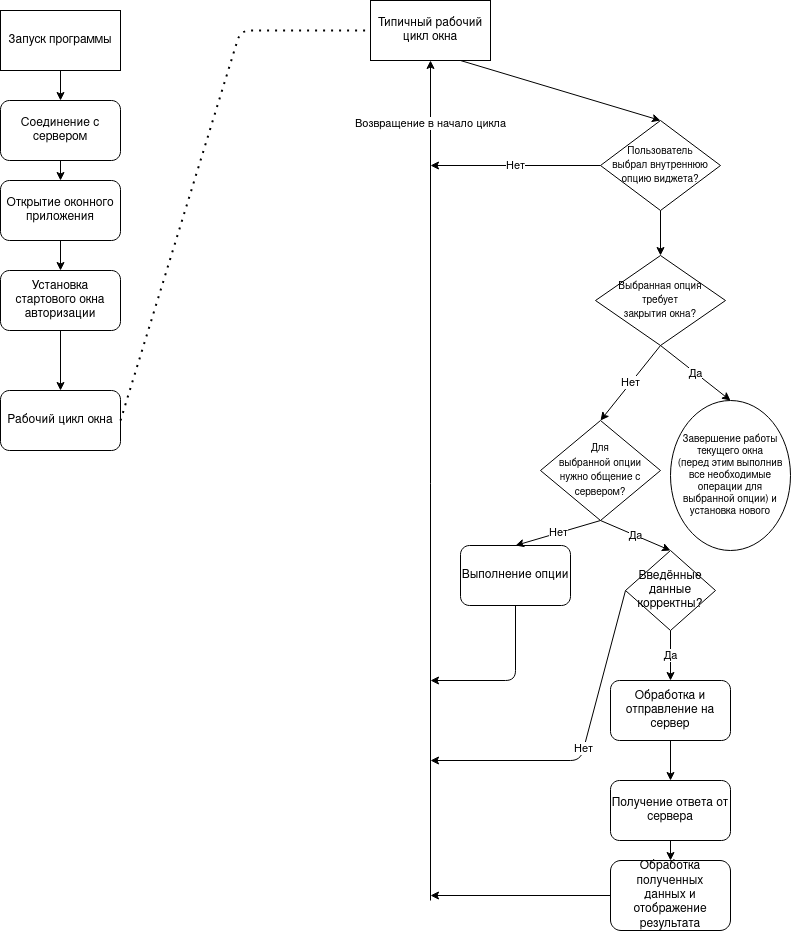 Запуск программы
Соединение с
сервером
Открытие оконного
приложения
Установка
стартового окна
авторизации
Рабочий цикл окна
Типичный рабочий
цикл окна
Возвращение в начало цикла
Пользователь
выбрал внутреннюю
опцию виджета?
Нет
Выбранная опция
требует
закрытия окна?
Нет
Да
Для
выбранной опции
нужно общение с
сервером?
Завершение работы
текущего окна
(перед этим выполнив
все необходимые
операции для
выбранной опции) и
установка нового
Нет
Да
Выполнение опции
Введённые
данные
корректны?
Да
Нет
Обработка и
отправление на
сервер
Получение ответа от
сервера
Обработка
полученных
данных и
отображение
результата